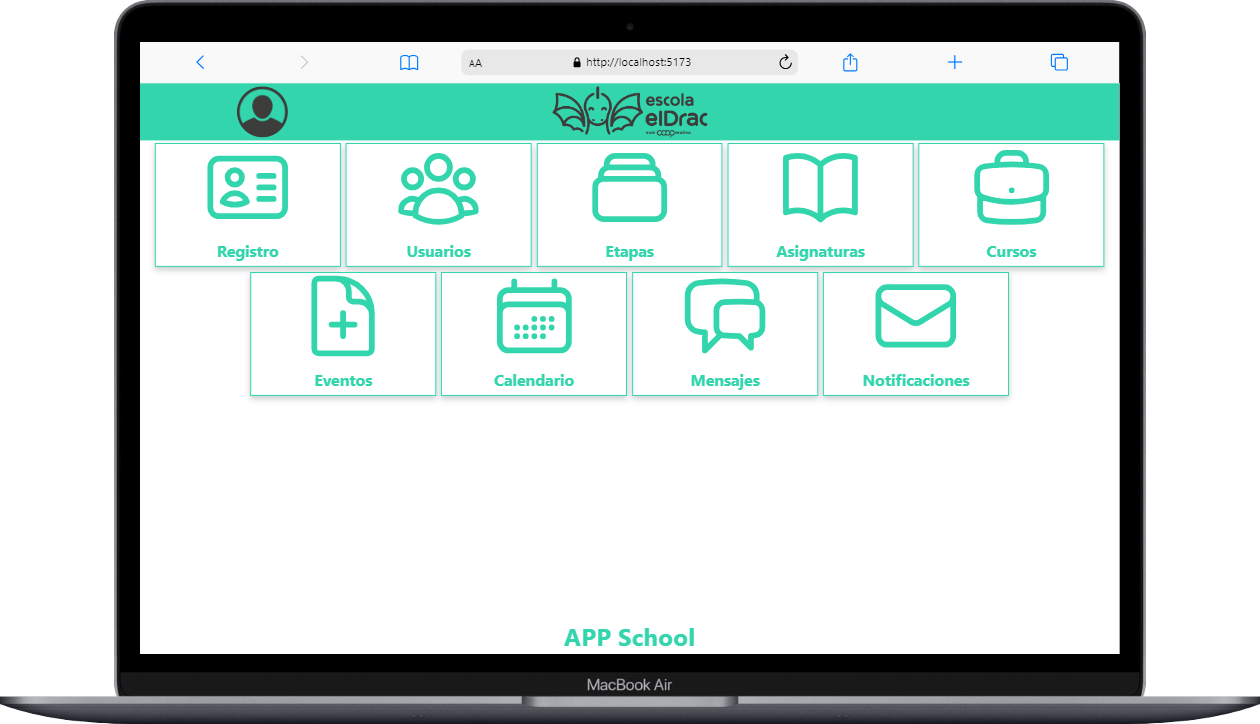 AA
http://localhost:5173
escola
elDrac
Registro
Usuarios
Etapas
Asignaturas
Cursos
Eventos
Calendario
Mensajes
Notificaciones
APP School
MacBook Air